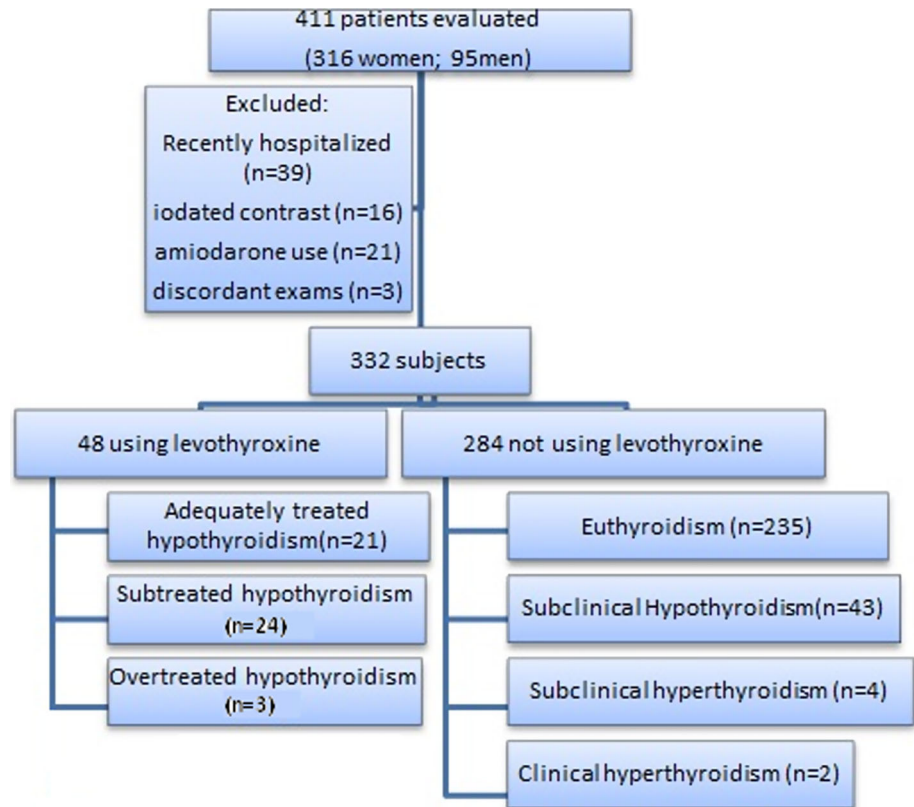 411 patients evaluated
(316 women; 95men)
Excluded:
Recently hospitalized
(n=39)
iodated contrast (n=16)
amiodarone use (n=21)
discordant exams (n=3)
332 subjects
48 using levothyroxine
284 not using levothyroxine
Adequately treated
hypothyroidism(n=21)
Subtreated hypothyroidism
(n=24)
Overtreated hypothyroidism
(n=3)
Euthyroidism (n=235)
Subclinical Hypothyroidism(n=43)
Subclinical hyperthyroidism (n=4)
Clinical hyperthyroidism (n=2)